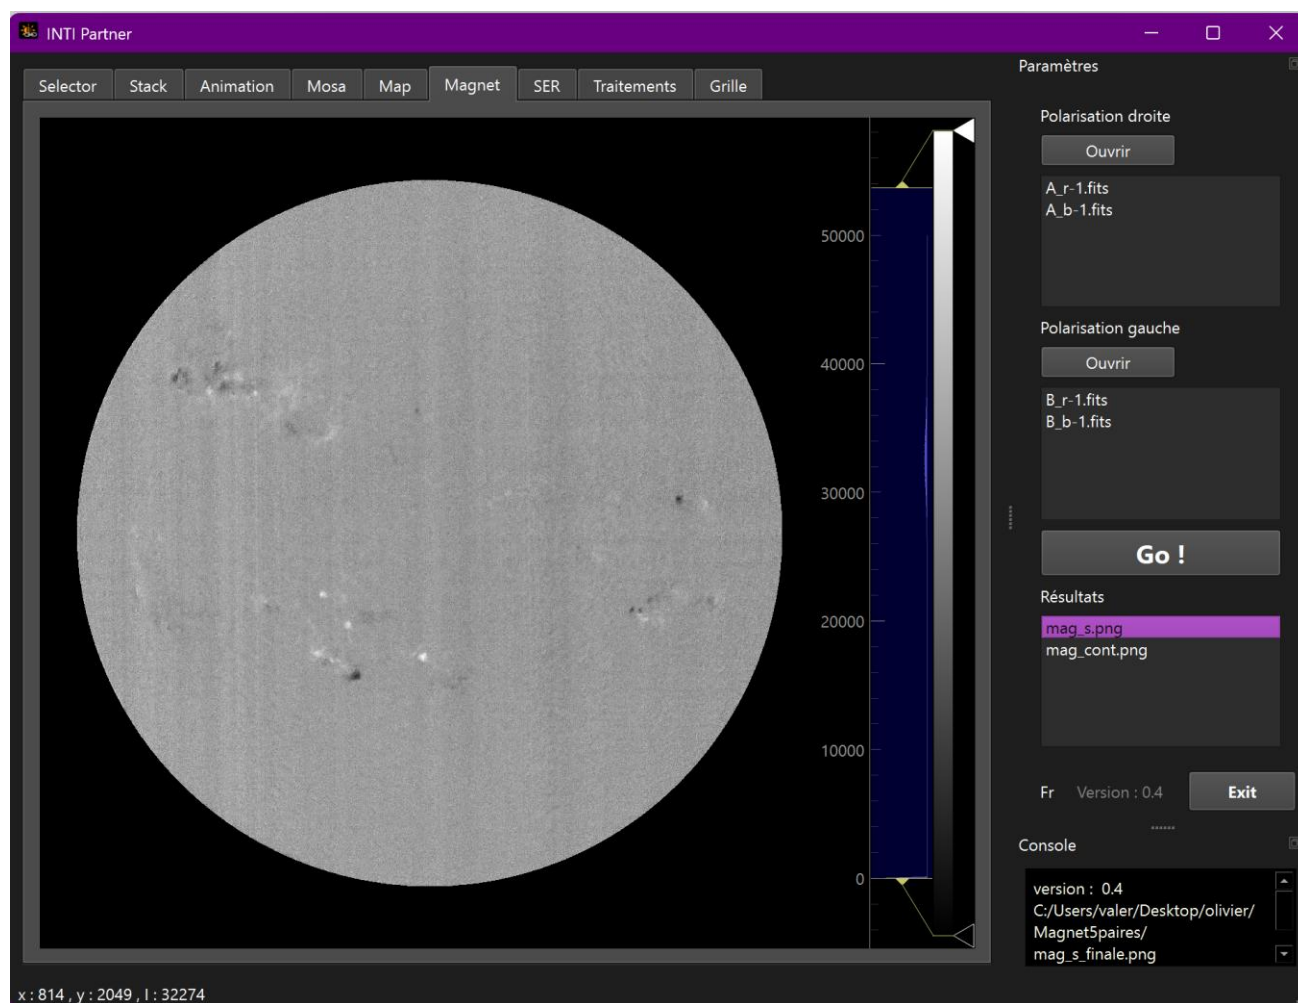 INTI Partner
Selector Stack Animation Mosa Map Magnet SER Traitements Grille
50000
40000
30000
20000
10000
0
Paramètres
Polarisation droite
Ouvrir
A_r-1.fits
A_b-1.fits
Polarisation gauche
Ouvrir
B_r-1.fits
B_b-1.fits
Go !
Résultats
mag_s.png
mag_cont.png
Fr Version : 0.4 Exit
Console
version : 0.4
C:/Users/valer/Desktop/olivier/
Magnet5paires/
mag_s_finale.png
x : 814 , y : 2049 , I : 32274